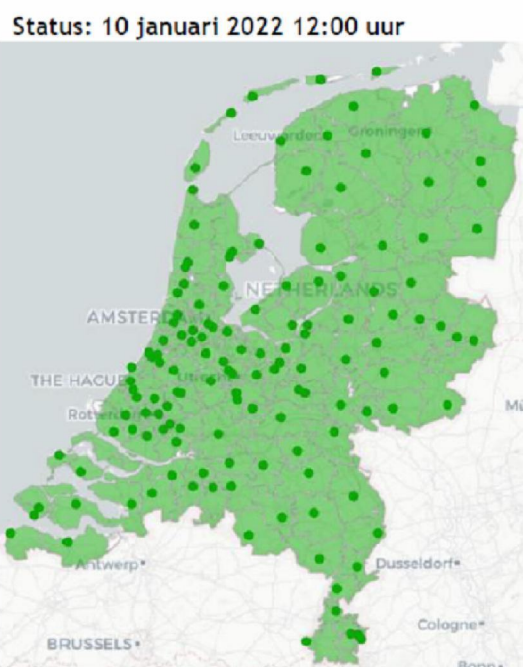 Status: 10 januari 2022 12:00 uur
Leeuwarden
Groningen
NETHERLANDS
AMSTERDAM
THE HAGUE
Utrecht
Rotterdam
Antwerp
Dusseldorf
Cologne
BRUSSELS